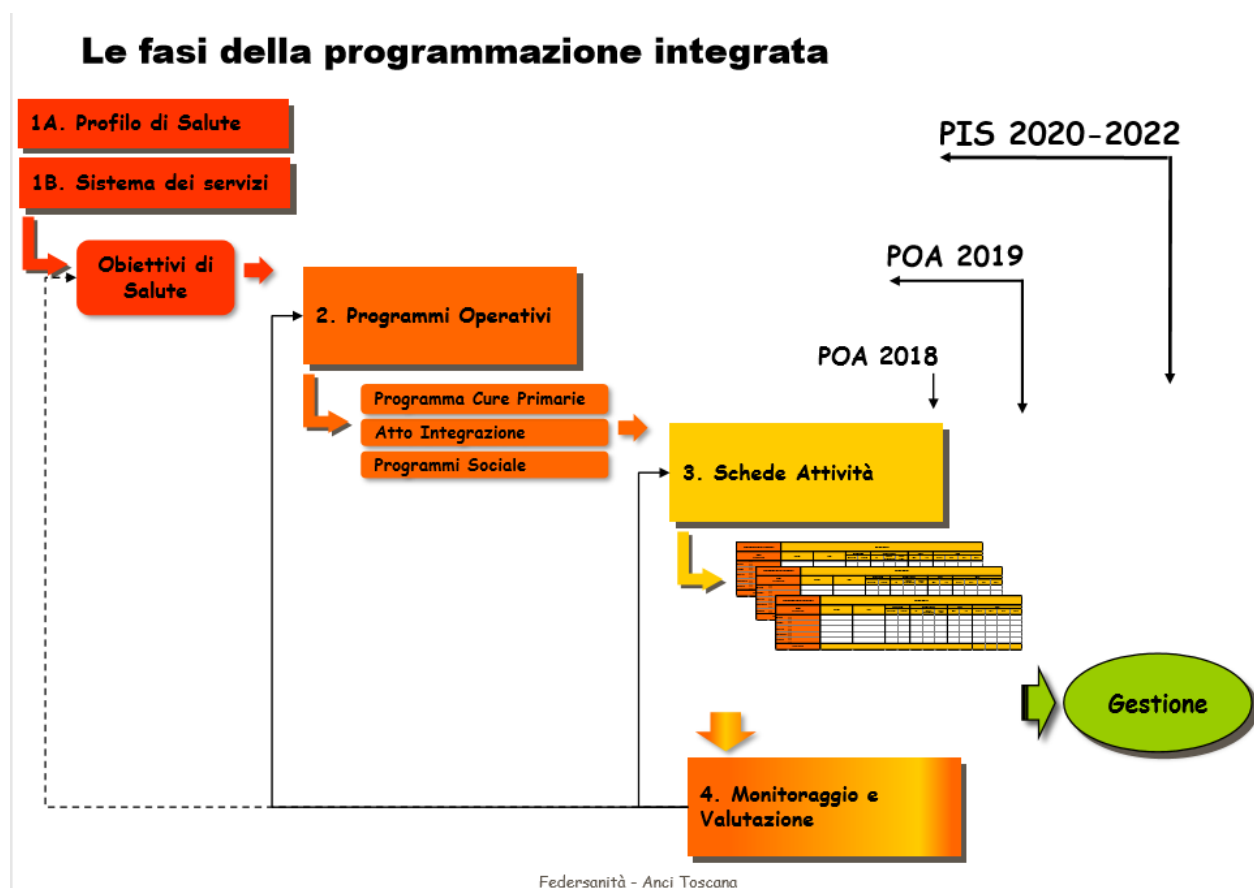 Le fasi della programmazione integrata
1A. Profilo di Salute
1B. Sistema dei servizi
Obiettivi di
Salute
2. Programmi Operativi
Programma Cure Primarie
Atto Integrazione
Programmi Sociale
3. Schede Attività
PIS 2020-2022
POA 2019
POA 2018
Gestione
4. Monitoraggio e
Valutazione
Federsanità - Anci Toscana